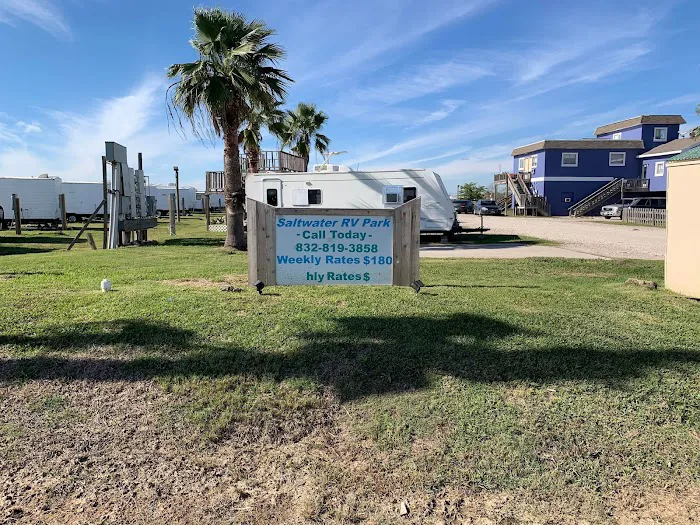 Saltwater RV Park
- Call Today -
832-819-3858
Weekly Rates $180
hly Rates $